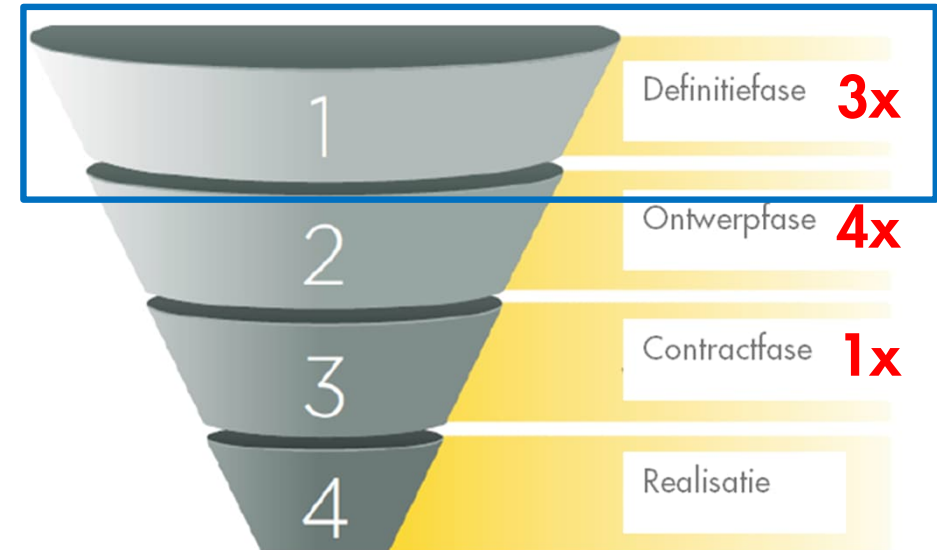 1 Definitiefase 3x
2 Ontwerpfase 4x
3 Contractfase 1x
4 Realisatie